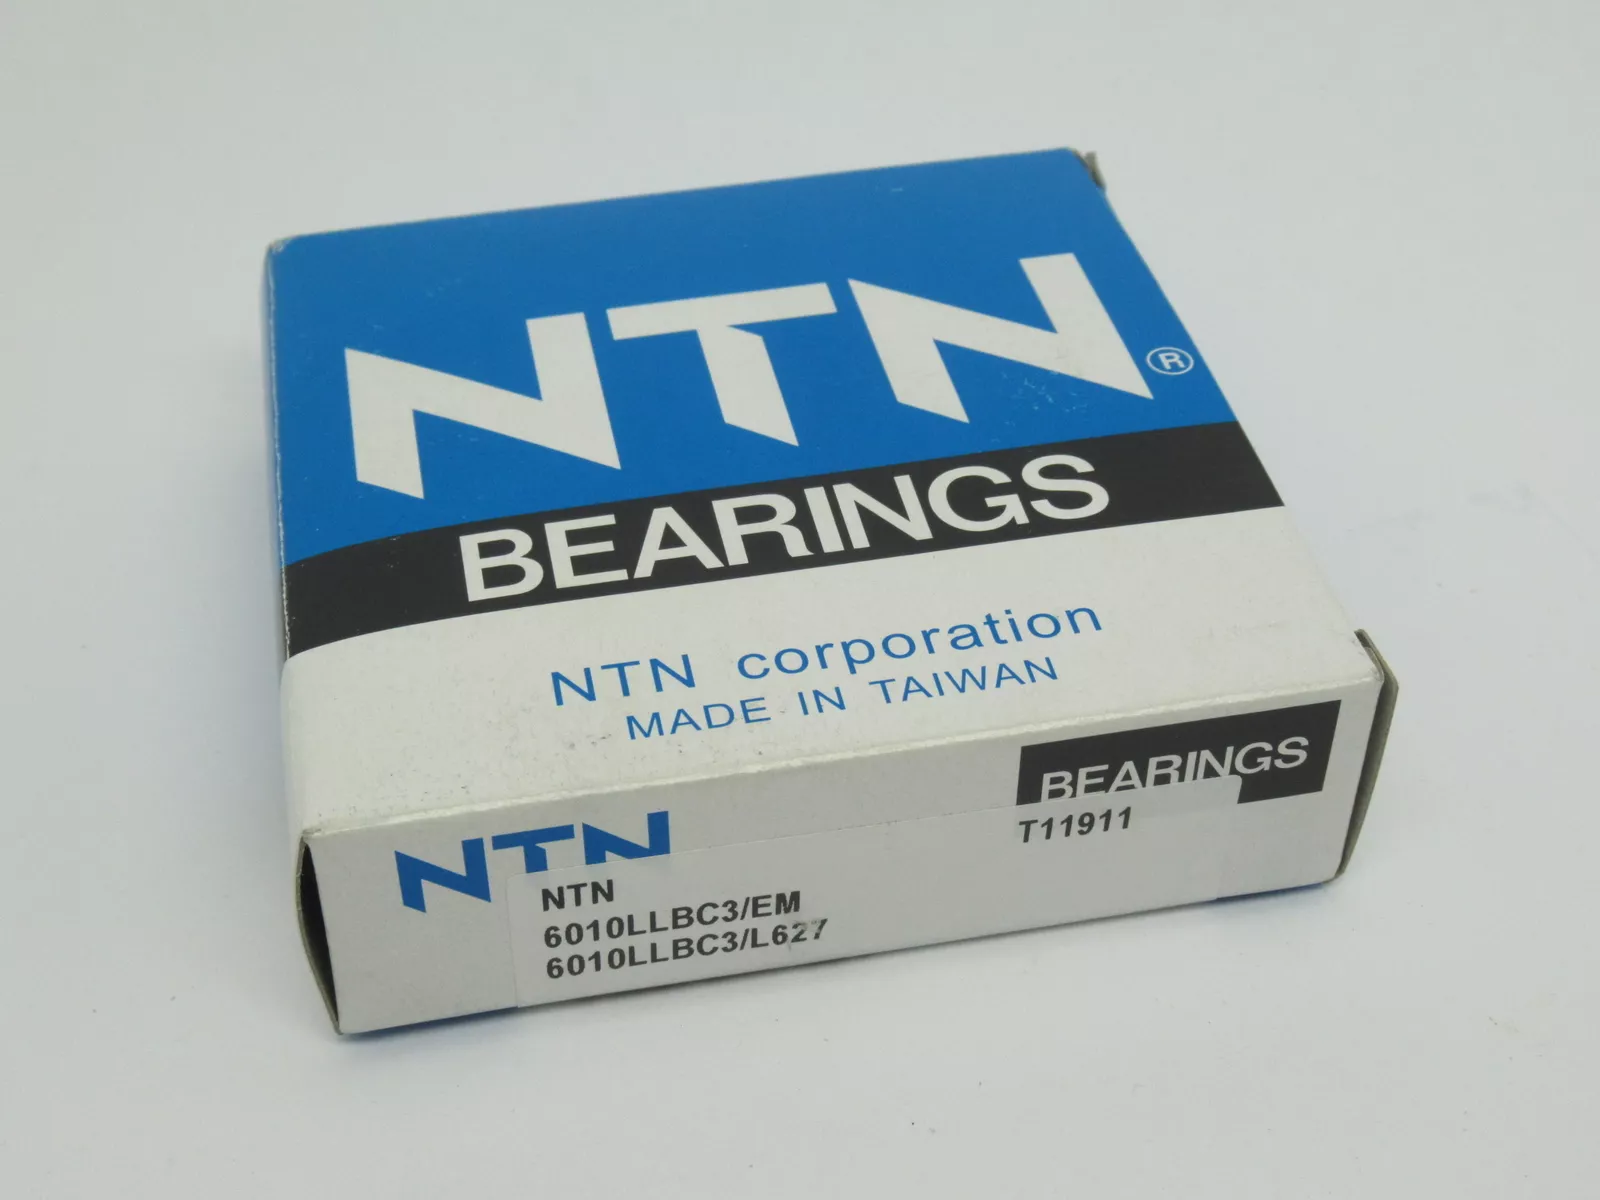 NTN®
BEARINGS
NTN corporation
MADE IN TAIWAN
BEARINGS
NTN
T11911
NTN
6010LLBC3/EM
6010LLBC3/L627